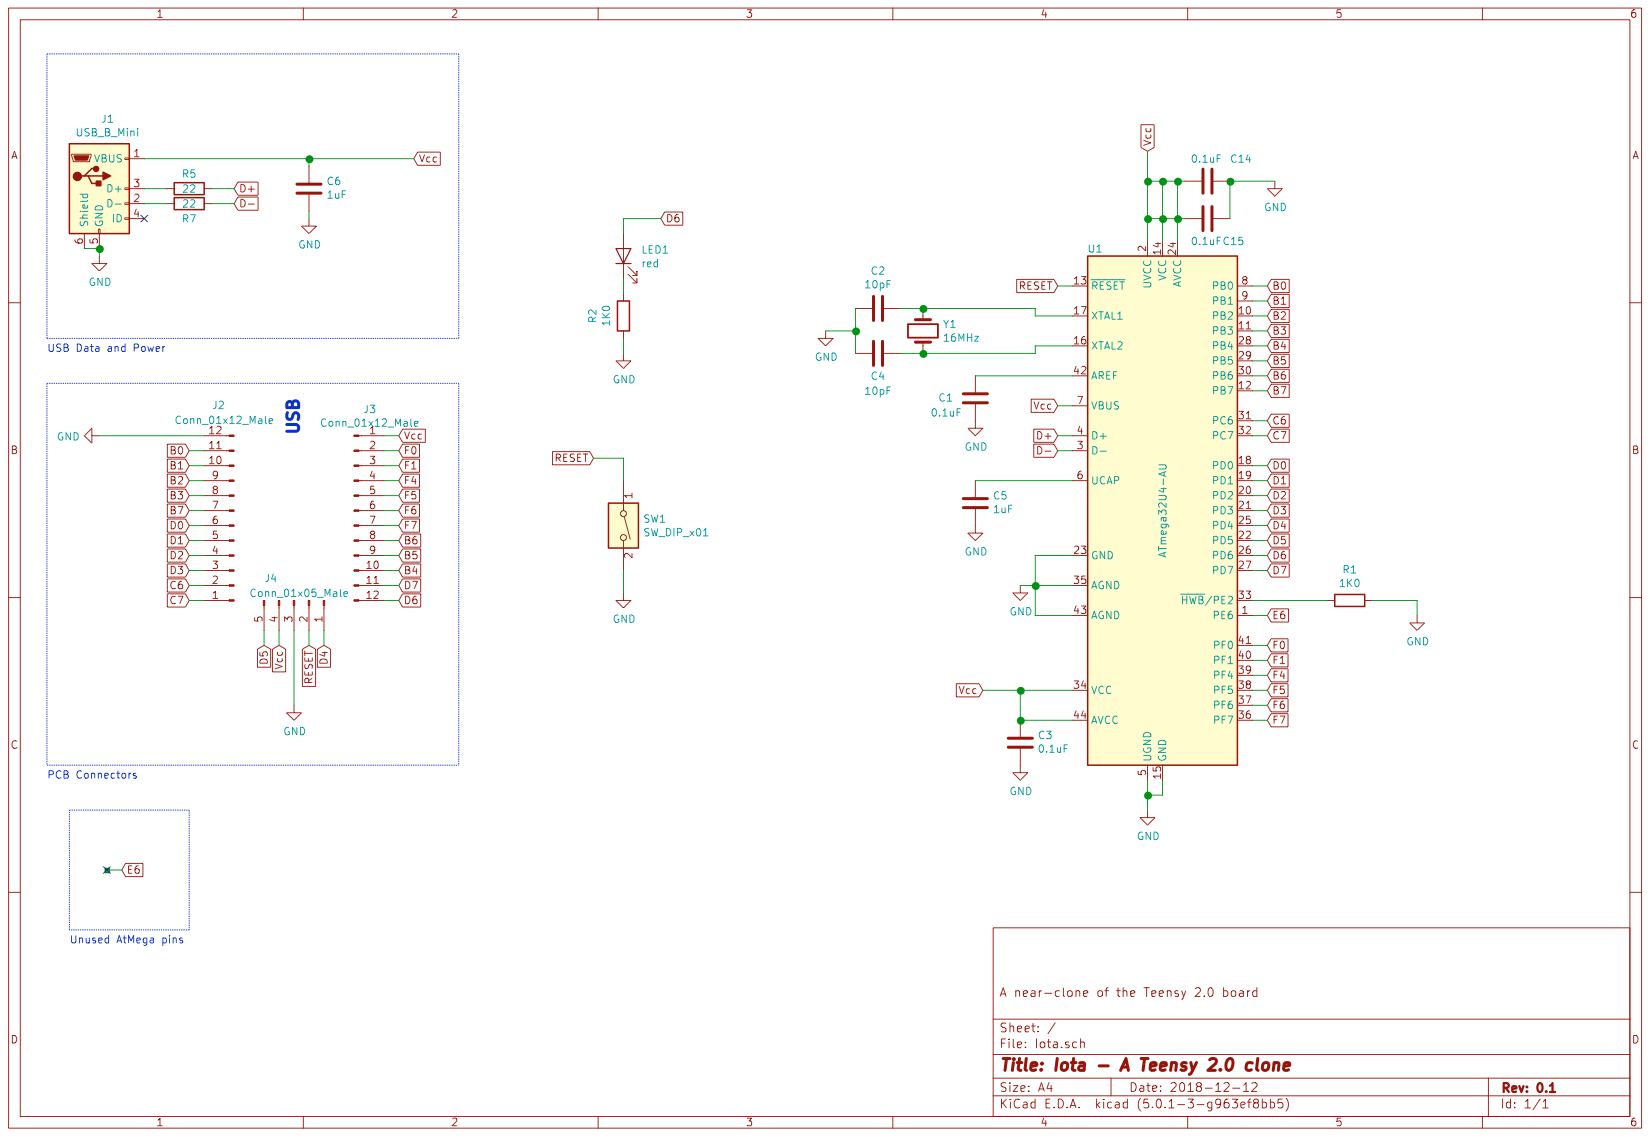 1 2 3 4 5 6
A
B
C
D
J1
USB_B_Mini
VBUS 1
D+ 3
D- 2
ID 4
Shield
GND
6 5
GND
R5
22
22
R7
D+
D-
C6
1uF
GND
Vcc
USB Data and Power
J2
Conn_01x12_Male
USB
J3
Conn_01x12_Male
GND 12
B0 11
B1 10
B2 9
B3 8
B7 7
D0 6
D1 5
D2 4
D3 3
C6 2
C7 1
1 Vcc
2 F0
3 F1
4 F4
5 F5
6 F6
7 F7
8 B6
9 B5
10 B4
11 D7
12 D6
J4
Conn_01x05_Male
5 4 3 2 1
D5
Vcc
RESET
D4
GND
PCB Connectors
E6
Unused AtMega pins
D6
LED1
red
R2
1K0
GND
RESET
1
SW1
SW_DIP_x01
2
GND
Vcc
0.1uF C14
GND
0.1uFC15
U1
2 14 24
UVCC
VCC
AVCC
ATmega32U4-AU
RESET 13 RESET
17 XTAL1
16 XTAL2
42 AREF
Vcc 7 VBUS
D+ 4 D+
D- 3 D-
6 UCAP
23 GND
35 AGND
43 AGND
Vcc 34 VCC
44 AVCC
C2
10pF
Y1
16MHz
GND
C4
10pF
C1
0.1uF
GND
C5
1uF
GND
GND
C3
0.1uF
GND
UGND
GND
5 15
GND
PB0 8 B0
PB1 9 B1
PB2 10 B2
PB3 11 B3
PB4 28 B4
PB5 29 B5
PB6 30 B6
PB7 12 B7
PC6 31 C6
PC7 32 C7
PD0 18 D0
PD1 19 D1
PD2 20 D2
PD3 21 D3
PD4 25 D4
PD5 22 D5
PD6 26 D6
PD7 27 D7
HWB/PE2 33
PE6 1 E6
PF0 41 F0
PF1 40 F1
PF4 39 F4
PF5 38 F5
PF6 37 F6
PF7 36 F7
R1
1K0
GND
A near-clone of the Teensy 2.0 board
Sheet: /
File: Iota.sch
Title: Iota - A Teensy 2.0 clone
Size: A4 Date: 2018-12-12 Rev: 0.1
KiCad E.D.A. kicad (5.0.1-3-g963ef8bb5) Id: 1/1
A
B
C
D
1 2 3 4 5 6